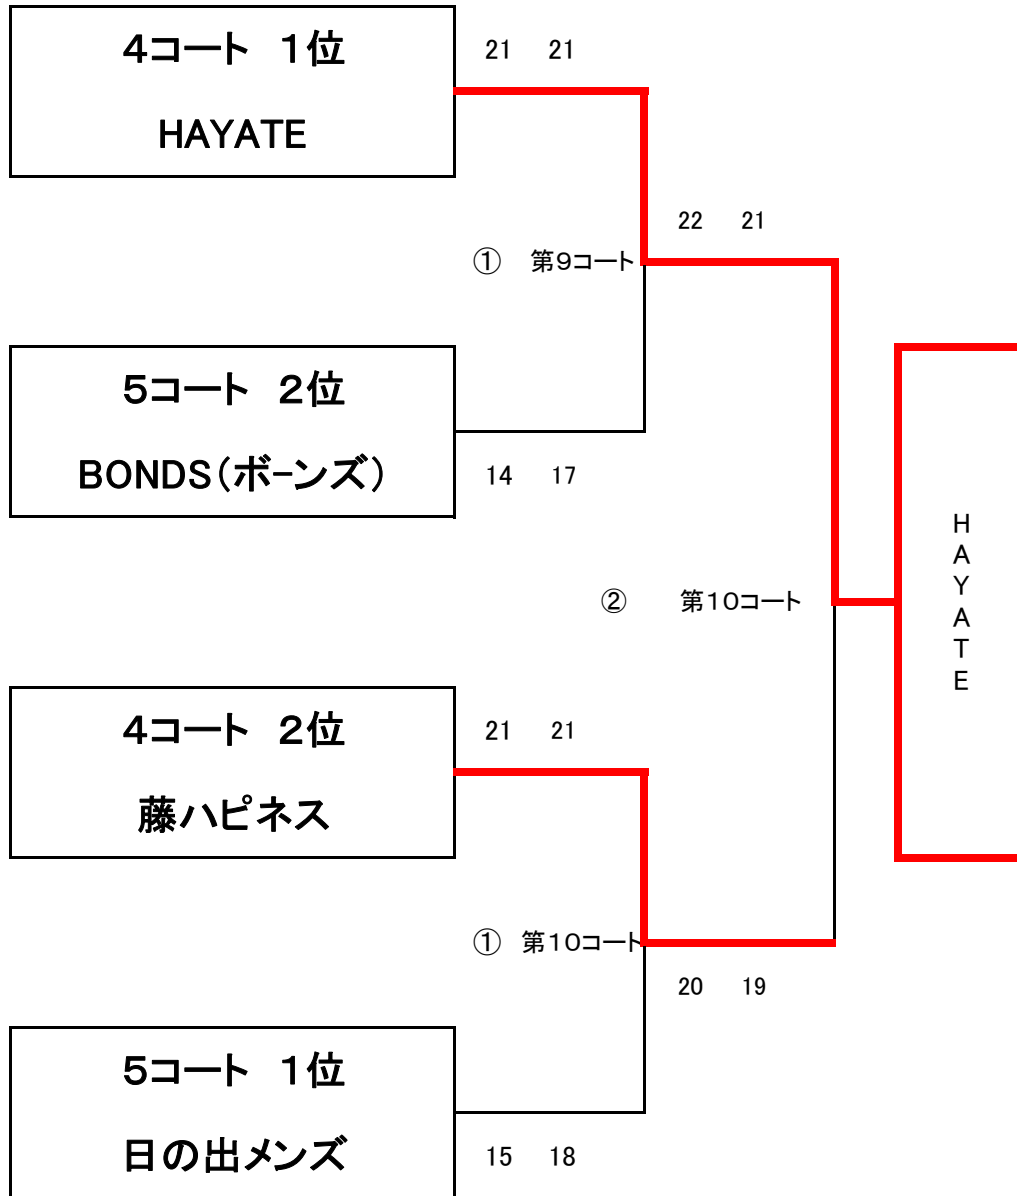 ４コート　１位
21　21
HAYATE
22　21
①　第９コート
５コート　２位
BONDS（ボーンズ）
14　17
HAYATE
②　第１０コート
４コート　２位
21　21
藤ハピネス
①　第１０コート
20　19
５コート　１位
日の出メンズ
15　18